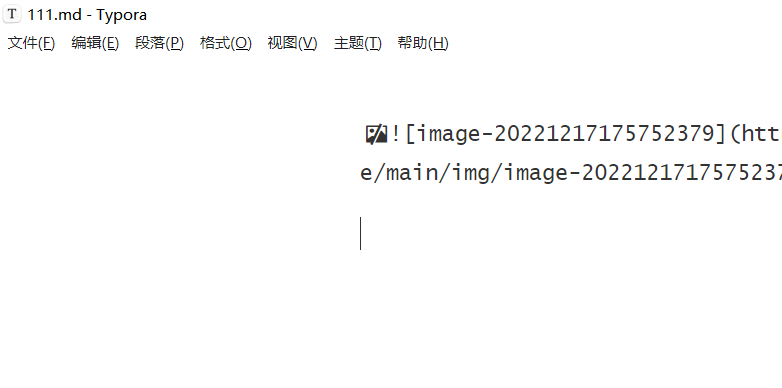 111.md - Typora
文件(F) 编辑(E) 段落(P) 格式(O) 视图(V) 主题(T) 帮助(H)
![image-20221217175752379](htt
e/main/img/image-2022121717575237